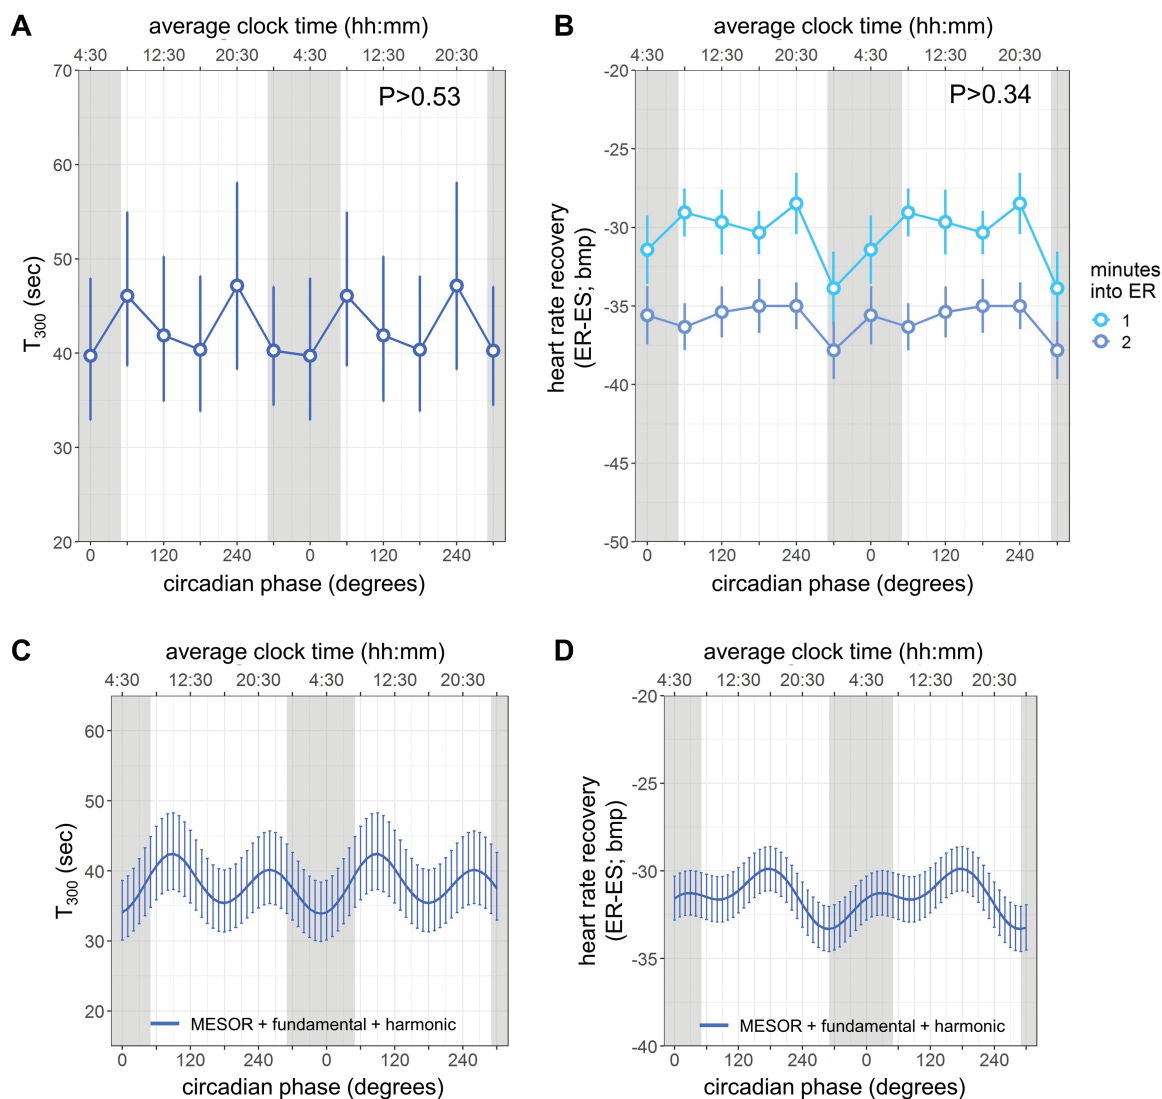 A
average clock time (hh:mm)
4:30 12:30 20:30 4:30 12:30 20:30
P>0.53
70
60
50
40
30
20
T300 (sec)
0 120 240 0 120 240
circadian phase (degrees)
B
average clock time (hh:mm)
4:30 12:30 20:30 4:30 12:30 20:30
P>0.34
-20
-25
-30
-35
-40
-45
-50
heart rate recovery
(ER-ES; bmp)
0 120 240 0 120 240
circadian phase (degrees)
minutes
into ER
1
2
C
average clock time (hh:mm)
4:30 12:30 20:30 4:30 12:30 20:30
60
50
40
30
20
T300 (sec)
MESOR + fundamental + harmonic
0 120 240 0 120 240
circadian phase (degrees)
D
average clock time (hh:mm)
4:30 12:30 20:30 4:30 12:30 20:30
-20
-25
-30
-35
-40
heart rate recovery
(ER-ES; bmp)
MESOR + fundamental + harmonic
0 120 240 0 120 240
circadian phase (degrees)